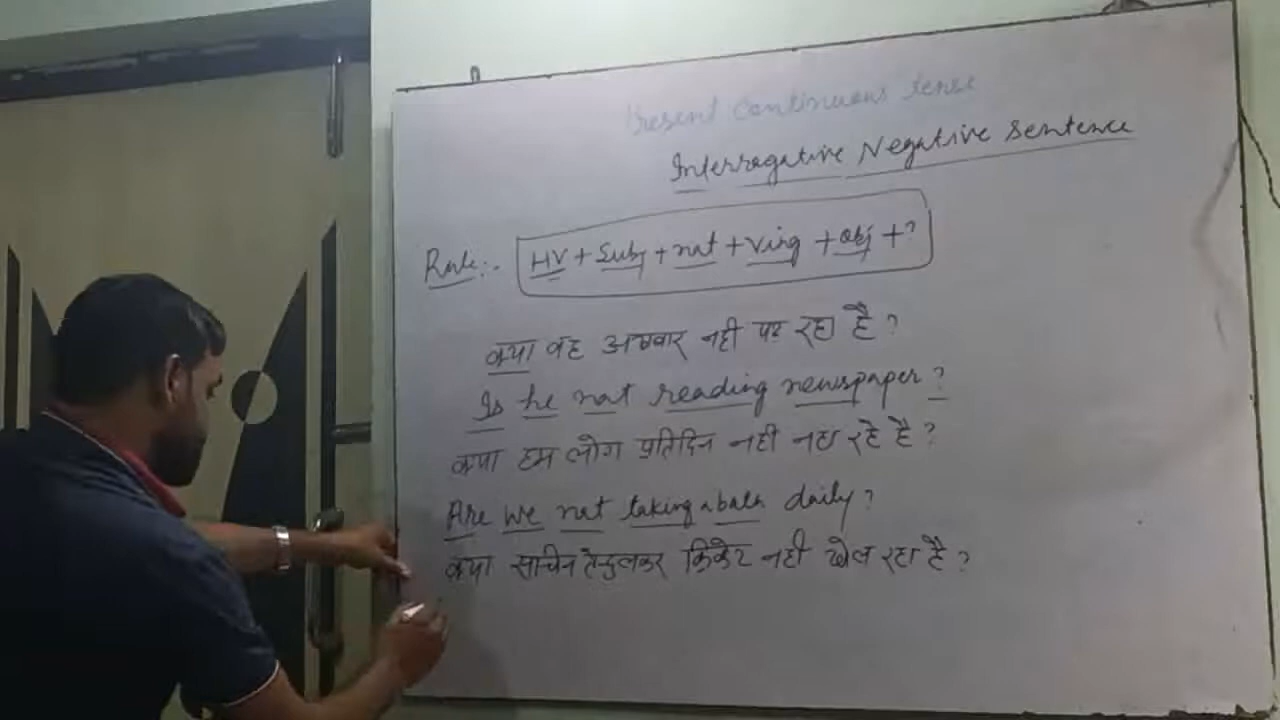 Present Continuous tense
Interrogative Negative Sentence
Rule:- HV + Subj + not + Ving + obj + ?
क्या वह अखबार नही पढ रहा है ?
Is he not reading newspaper ?
क्या हम लोग प्रतिदिन नही नहा रहे है ?
Are we not taking a bath daily ?
क्या सचिन तेन्दुलकर क्रिकेट नही खेल रहा है ?